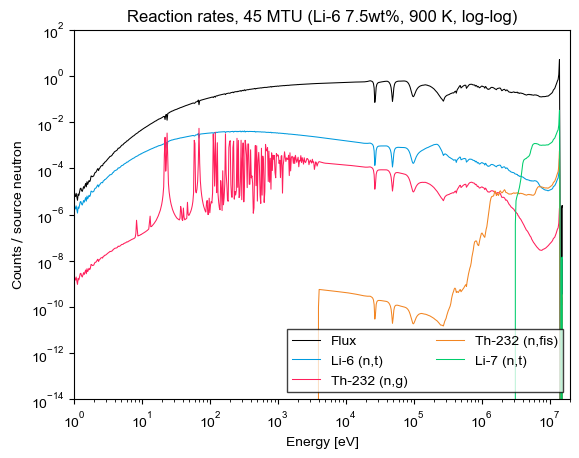 Reaction rates, 45 MTU (Li-6 7.5wt%, 900 K, log-log)
Counts / source neutron
10^2
10^0
10^−2
10^−4
10^−6
10^−8
10^−10
10^−12
10^−14
Flux
Li-6 (n,t)
Th-232 (n,g)
Th-232 (n,fis)
Li-7 (n,t)
10^0 10^1 10^2 10^3 10^4 10^5 10^6 10^7
Energy [eV]